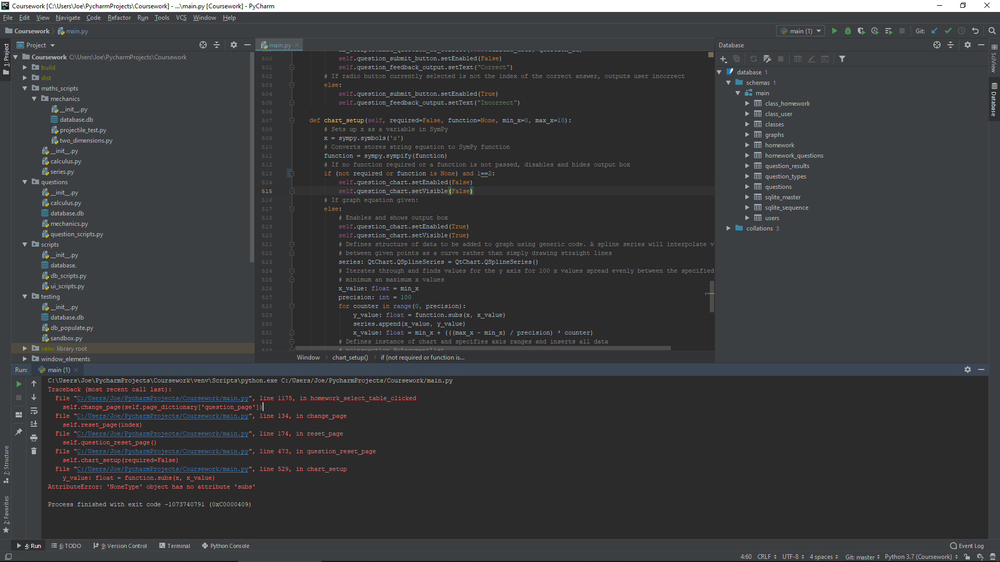 Coursework [C:\Users\Joe\PycharmProjects\Coursework] - ...\main.py [Coursework] - PyCharm
File Edit View Navigate Code Refactor Run Tools VCS Window Help
Coursework main.py
main (1) Git:
1: Project
Project
Coursework C:\Users\Joe\PycharmProjects\Coursework
build
dist
maths_scripts
mechanics
__init__.py
database.db
projectile_test.py
two_dimensions.py
__init__.py
calculus.py
series.py
questions
__init__.py
calculus.py
database.db
mechanics.py
question_scripts.py
scripts
__init__.py
database.
db_scripts.py
ui_scripts.py
testing
__init__.py
database.db
db_populate.py
sandbox.py
venv library root
window_elements
main.py
500 self.question_submit_button.setEnabled(False)
501 self.question_feedback_output.setText("Correct")
502 # If radio button currently selected is not the index of the correct answer, outputs user incorrect
503 else:
504 self.question_submit_button.setEnabled(True)
505 self.question_feedback_output.setText("Incorrect")
506
507 def chart_setup(self, required=False, function=None, min_x=0, max_x=10):
508 # Sets up x as a variable in SymPy
509 x = sympy.symbols('x')
510 # Converts stores string equation to SymPy function
511 function = sympy.sympify(function)
512 # If no function required or a function is not passed, disables and hides output box
513 if (not required or function is None) and 1==2:
514 self.question_chart.setEnabled(False)
515 self.question_chart.setVisible(False)
516 # If graph equation given:
517 else:
518 # Enables and shows output box
519 self.question_chart.setEnabled(True)
520 self.question_chart.setVisible(True)
521 # Defines structure of data to be added to graph using generic code. A spline series will interpolate v
522 # between given points as a curve rather than simply drawing straight lines
523 series: QtChart.QSplineSeries = QtChart.QSplineSeries()
524 # Iterates through and finds values for the y axis for 100 x values spread evenly between the specified
525 # minimum an maximum x values
526 x_value: float = min_x
527 precision: int = 100
528 for counter in range(0, precision):
529 y_value: float = function.subs(x, x_value)
530 series.append(x_value, y_value)
531 x_value: float = min_x + (((max_x - min_x) / precision) * counter)
532 # Defines instance of chart and specifies axis ranges and inserts all data
Window chart_setup() if (not required or function is...
Database
database 1
schemas 1
main
class_homework
class_user
classes
graphs
homework
homework_questions
question_results
question_types
questions
sqlite_master
sqlite_sequence
users
collations 3
SciView
Database
Run: main (1)
C:\Users\Joe\PycharmProjects\Coursework\venv\Scripts\python.exe C:/Users/Joe/PycharmProjects/Coursework/main.py
Traceback (most recent call last):
File "C:/Users/Joe/PycharmProjects/Coursework/main.py", line 1175, in homework_select_table_clicked
self.change_page(self.page_dictionary['question_page'])
File "C:/Users/Joe/PycharmProjects/Coursework/main.py", line 134, in change_page
self.reset_page(index)
File "C:/Users/Joe/PycharmProjects/Coursework/main.py", line 174, in reset_page
self.question_reset_page()
File "C:/Users/Joe/PycharmProjects/Coursework/main.py", line 473, in question_reset_page
self.chart_setup(required=False)
File "C:/Users/Joe/PycharmProjects/Coursework/main.py", line 529, in chart_setup
y_value: float = function.subs(x, x_value)
AttributeError: 'NoneType' object has no attribute 'subs'
Process finished with exit code -1073740791 (0xC0000409)
7: Structure
2: Favorites
4: Run 6: TODO 9: Version Control Terminal Python Console Event Log
4:60 CRLF UTF-8 4 spaces Git: master Python 3.7 (Coursework)